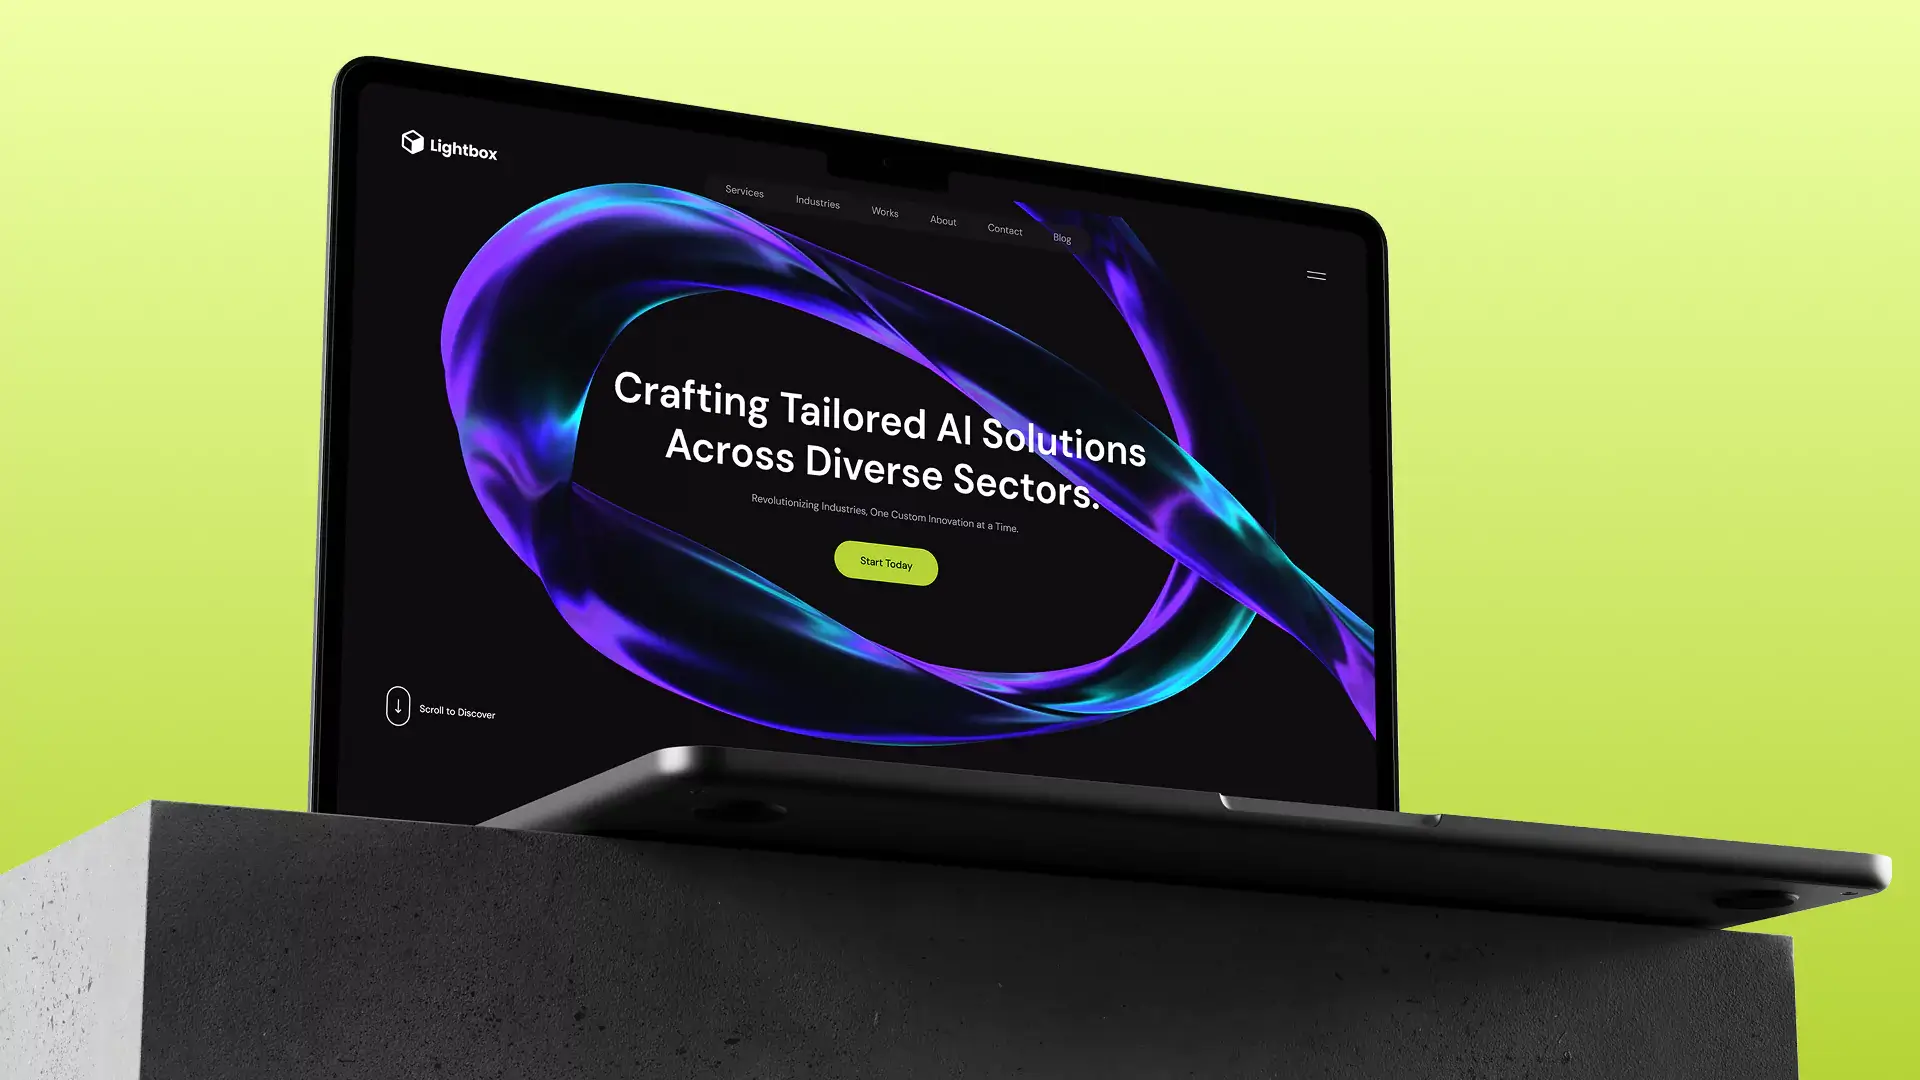 Lightbox
Services Industries Works About Contact Blog
Crafting Tailored AI Solutions
Across Diverse Sectors.
Revolutionizing Industries, One Custom Innovation at a Time.
Start Today
Scroll to Discover